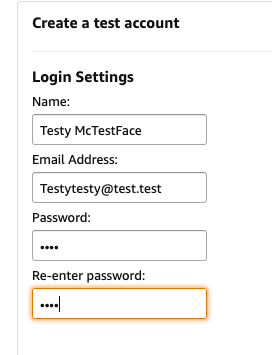 Create a test account
Login Settings
Name:
Testy McTestFace
Email Address:
Testytesty@test.test
Password:
••••
Re-enter password:
••••